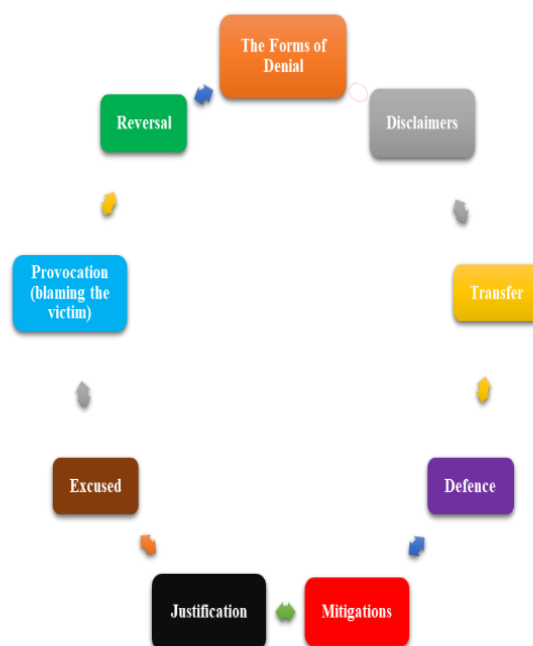 The Forms of
Denial
Disclaimers
Transfer
Defence
Mitigations
Justification
Excused
Provocation
(blaming the
victim)
Reversal